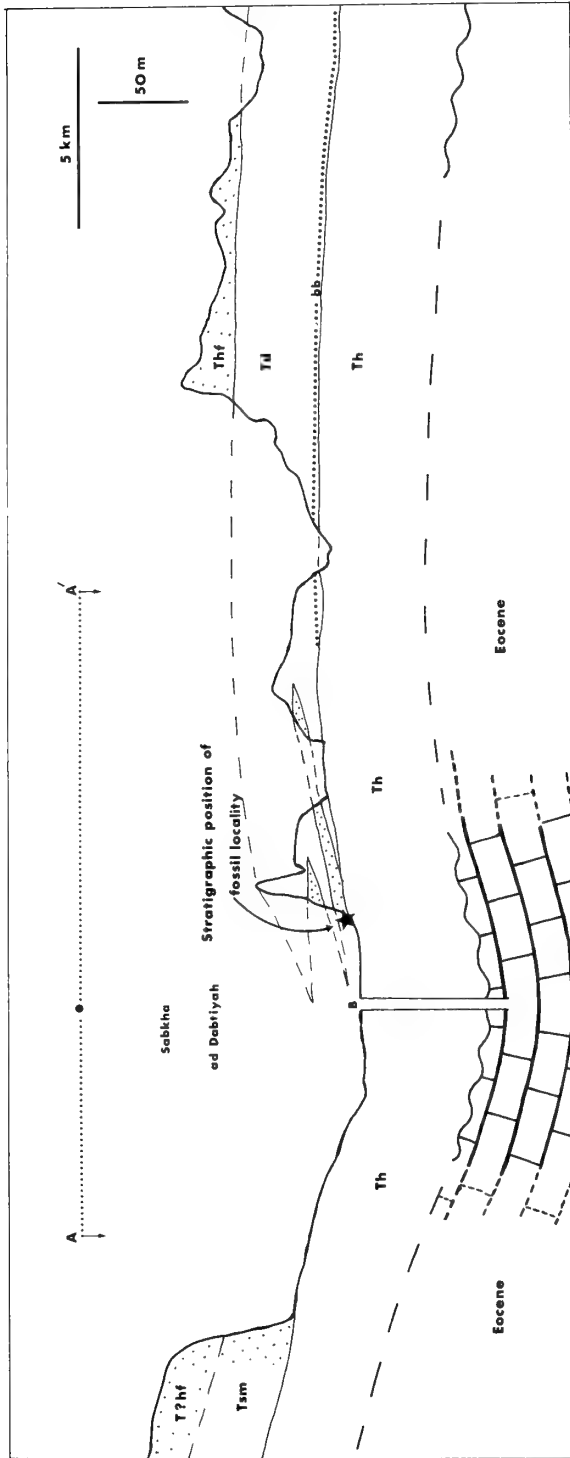 5 km
50 m
A
A'
Sabkha
ad Dabtiyah
Stratigraphic position of
fossil locality
T?hf
Tsm
Thf
Td
bb
B
Th
Th
Th
Eocene
Eocene